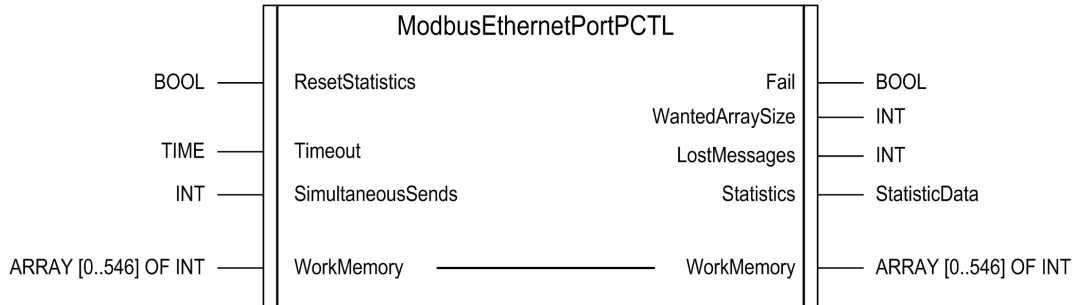 ModbusEthernetPortPCTL
BOOL ResetStatistics Fail BOOL
WantedArraySize INT
TIME Timeout LostMessages INT
INT SimultaneousSends Statistics StatisticData
ARRAY [0..546] OF INT WorkMemory WorkMemory ARRAY [0..546] OF INT